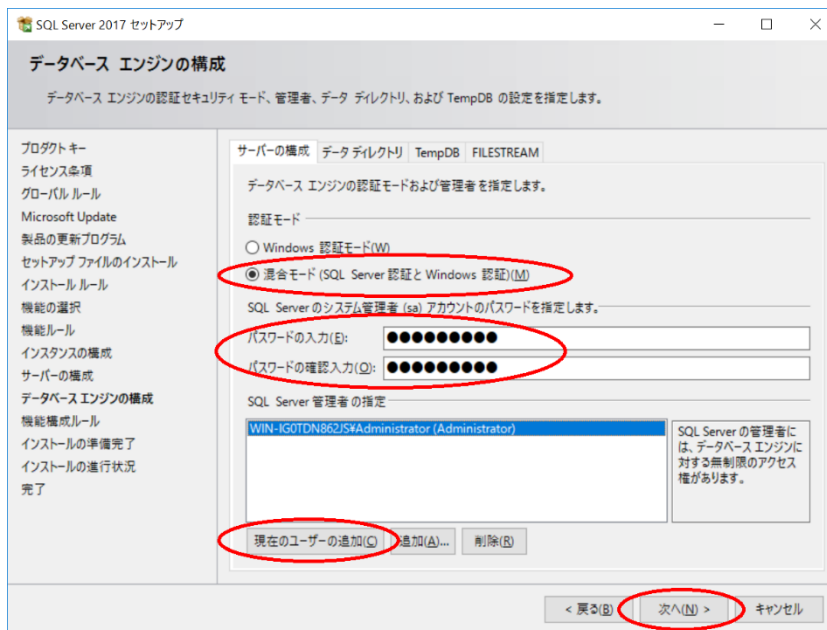 SQL Server 2017 セットアップ
データベース エンジンの構成
データベース エンジンの認証セキュリティ モード、管理者、データ ディレクトリ、および TempDB の設定を指定します。
プロダクト キー
ライセンス条項
グローバル ルール
Microsoft Update
製品の更新プログラム
セットアップ ファイルのインストール
インストール ルール
機能の選択
機能ルール
インスタンスの構成
サーバーの構成
データベース エンジンの構成
機能構成ルール
インストールの準備完了
インストールの進行状況
完了
サーバーの構成 データ ディレクトリ TempDB FILESTREAM
データベース エンジンの認証モードおよび管理者を指定します。
認証モード
Windows 認証モード(W)
混合モード (SQL Server 認証と Windows 認証)(M)
SQL Server のシステム管理者 (sa) アカウントのパスワードを指定します。
パスワードの入力(E): ●●●●●●●●●
パスワードの確認入力(O): ●●●●●●●●●
SQL Server 管理者の指定
WIN-IG0TDN862JS¥Administrator (Administrator)
SQL Server の管理者に
は、データベース エンジンに
対する無制限のアクセス
権があります。
現在のユーザーの追加(C) 追加(A)... 削除(R)
< 戻る(B) 次へ(N) > キャンセル